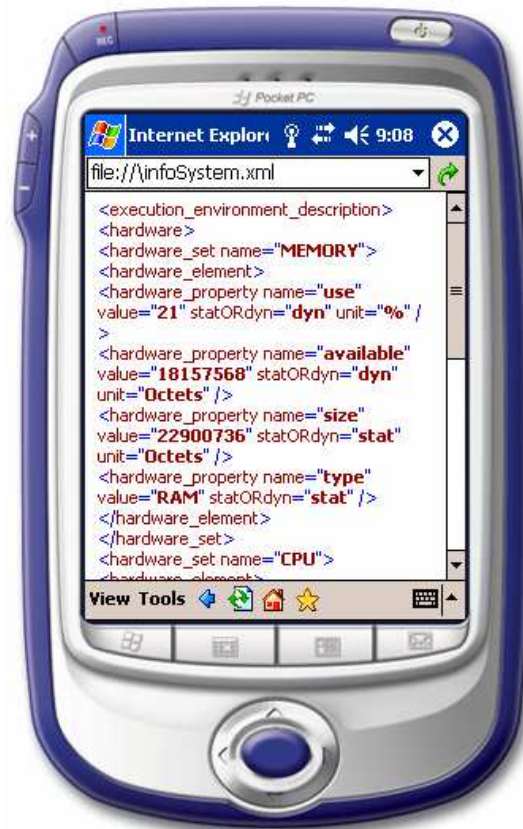 REC
Pocket PC
Internet Explor 9:08
file://\infoSystem.xml
<execution_environment_description>
<hardware>
<hardware_set name="MEMORY">
<hardware_element>
<hardware_property name="use"
value="21" statORdyn="dyn" unit="%" /
>
<hardware_property name="available"
value="18157568" statORdyn="dyn"
unit="Octets" />
<hardware_property name="size"
value="22900736" statORdyn="stat"
unit="Octets" />
<hardware_property name="type"
value="RAM" statORdyn="stat" />
</hardware_element>
</hardware_set>
<hardware_set name="CPU">
<hardware_element>
View Tools